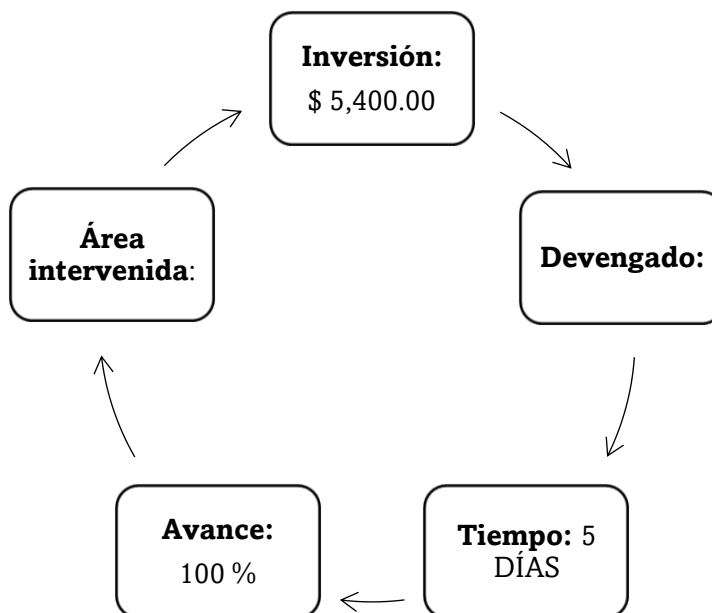 Inversión:
$ 5,400.00
Devengado:
Tiempo: 5
DÍAS
Avance:
100 %
Área
intervenida: